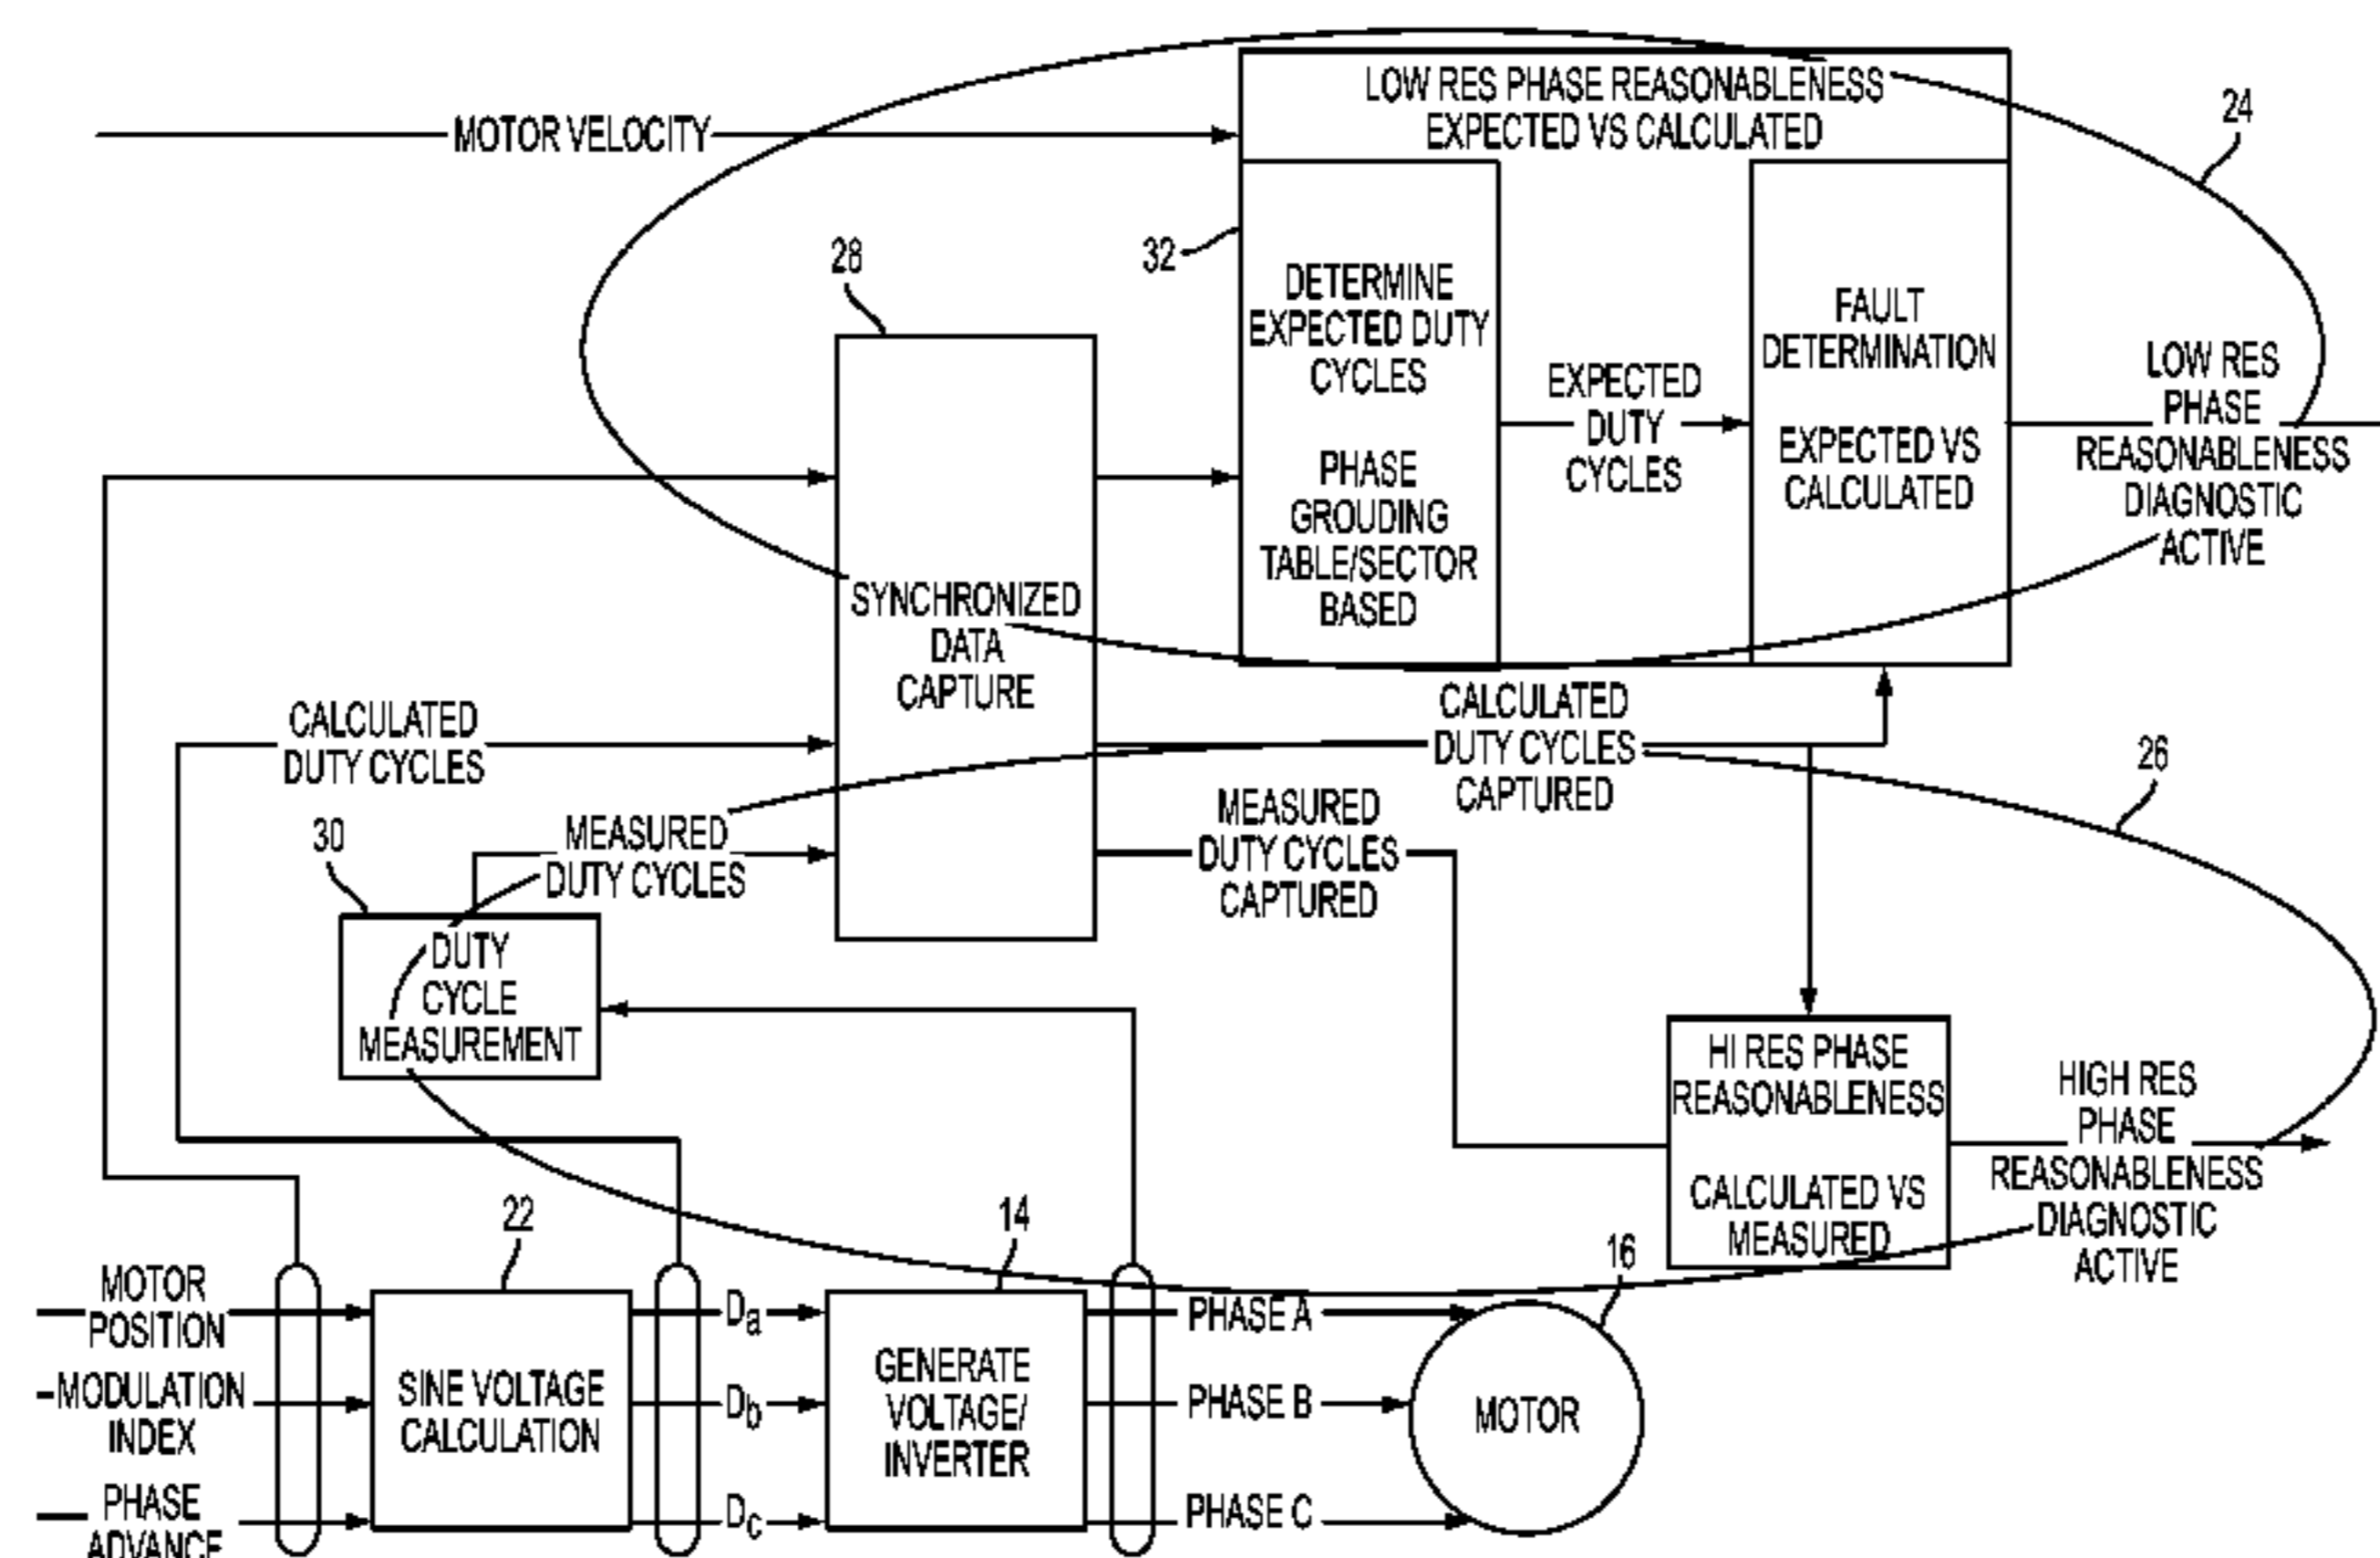 LOW RES PHASE REASONABLENESS
EXPECTED VS CALCULATED
24
MOTOR VELOCITY
28
32
DETERMINE
EXPECTED DUTY
CYCLES
PHASE
GROUDING
TABLE/SECTOR
BASED
EXPECTED
DUTY
CYCLES
FAULT
DETERMINATION
EXPECTED VS
CALCULATED
LOW RES
PHASE
REASONABLENESS
DIAGNOSTIC
ACTIVE
SYNCHRONIZED
DATA
CAPTURE
CALCULATED
DUTY CYCLES
CALCULATED
DUTY CYCLES
CAPTURED
26
30
MEASURED
DUTY CYCLES
MEASURED
DUTY CYCLES
CAPTURED
DUTY
CYCLE
MEASUREMENT
HI RES PHASE
REASONABLENESS
CALCULATED VS
MEASURED
HIGH RES
PHASE
REASONABLENESS
DIAGNOSTIC
ACTIVE
22
14
16
MOTOR
POSITION
MODULATION
INDEX
PHASE
ADVANCE
SINE VOLTAGE
CALCULATION
Da
Db
Dc
GENERATE
VOLTAGE/
INVERTER
PHASE A
PHASE B
PHASE C
MOTOR